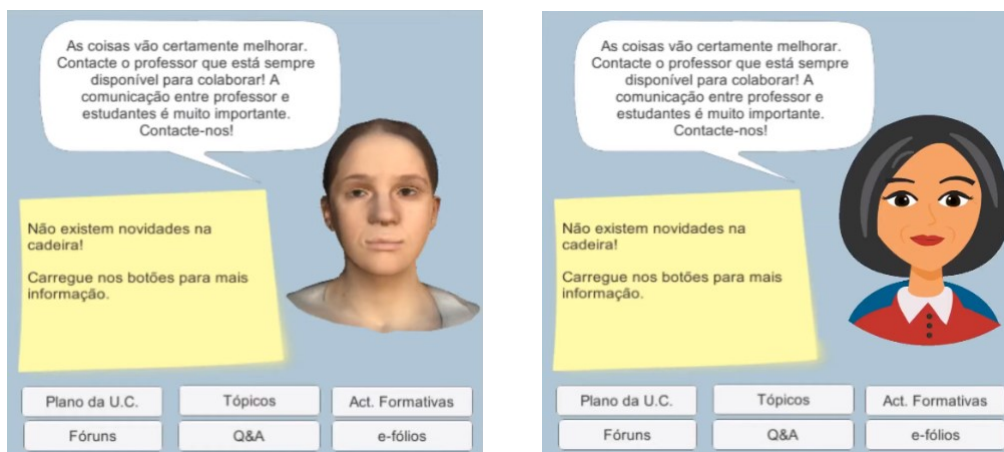 As coisas vão certamente melhorar.
Contacte o professor que está sempre
disponível para colaborar! A
comunicação entre professor e
estudantes é muito importante.
Contacte-nos!
Não existem novidades na
cadeira!
Carregue nos botões para mais
informação.
Plano da U.C.
Tópicos
Act. Formativas
Fóruns
Q&A
e-fólios
As coisas vão certamente melhorar.
Contacte o professor que está sempre
disponível para colaborar! A
comunicação entre professor e
estudantes é muito importante.
Contacte-nos!
Não existem novidades na
cadeira!
Carregue nos botões para mais
informação.
Plano da U.C.
Tópicos
Act. Formativas
Fóruns
Q&A
e-fólios